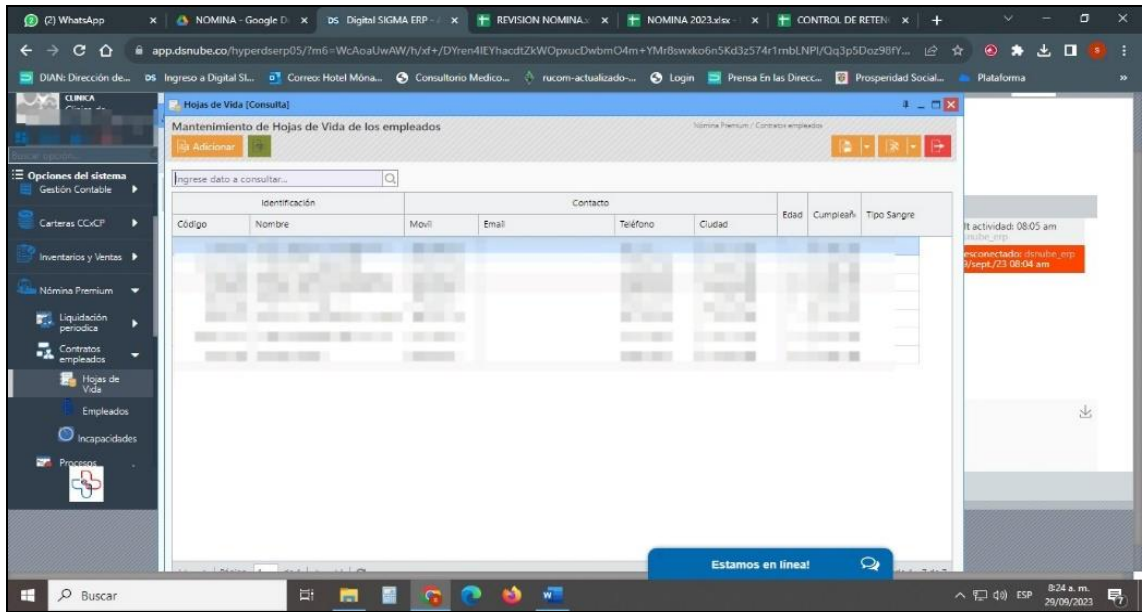 (2) WhatsApp
NOMINA - Google D
DS Digital SIGMA ERP -
REVISION NOMINA.x
NOMINA 2023.xlsx -
CONTROL DE RETEN
app.dsnube.co/hyperdserp05/?m6=WcAoaUwAW/h/xf+/DYren4IEYhacdtZkWOpxucDwbmO4m+YMr8swxko6n5Kd3z574r1mbLNPI/Qq3p5Doz98fY...
DIAN: Dirección de...
DS Ingreso a Digital SI...
Correo: Hotel Móna...
Consultorio Medico...
rucom-actualizado-...
Login
Prensa En las Direcc...
Prosperidad Social...
Plataforma
»
CLINICA
Buscar opción...
Opciones del sistema
Gestión Contable
Carteras CCxCP
Inventarios y Ventas
Nómina Premium
Liquidación
periodica
Contratos
empleados
Hojas de
Vida
Empleados
Incapacidades
Procesos
Hojas de Vida [Consulta]
Mantenimiento de Hojas de Vida de los empleados
Nómina Premium / Contratos empleados
Adicionar
Ingrese dato a consultar...
Identificación
Contacto
Edad
Cumpleañ
Tipo Sangre
Código
Nombre
Movil
Email
Teléfono
Ciudad
lt actividad: 08:05 am
esconectado: dsnube_erp
9/sept./23 08:04 am
Estamos en línea!
Buscar
ESP
8:24 a. m.
29/09/2023